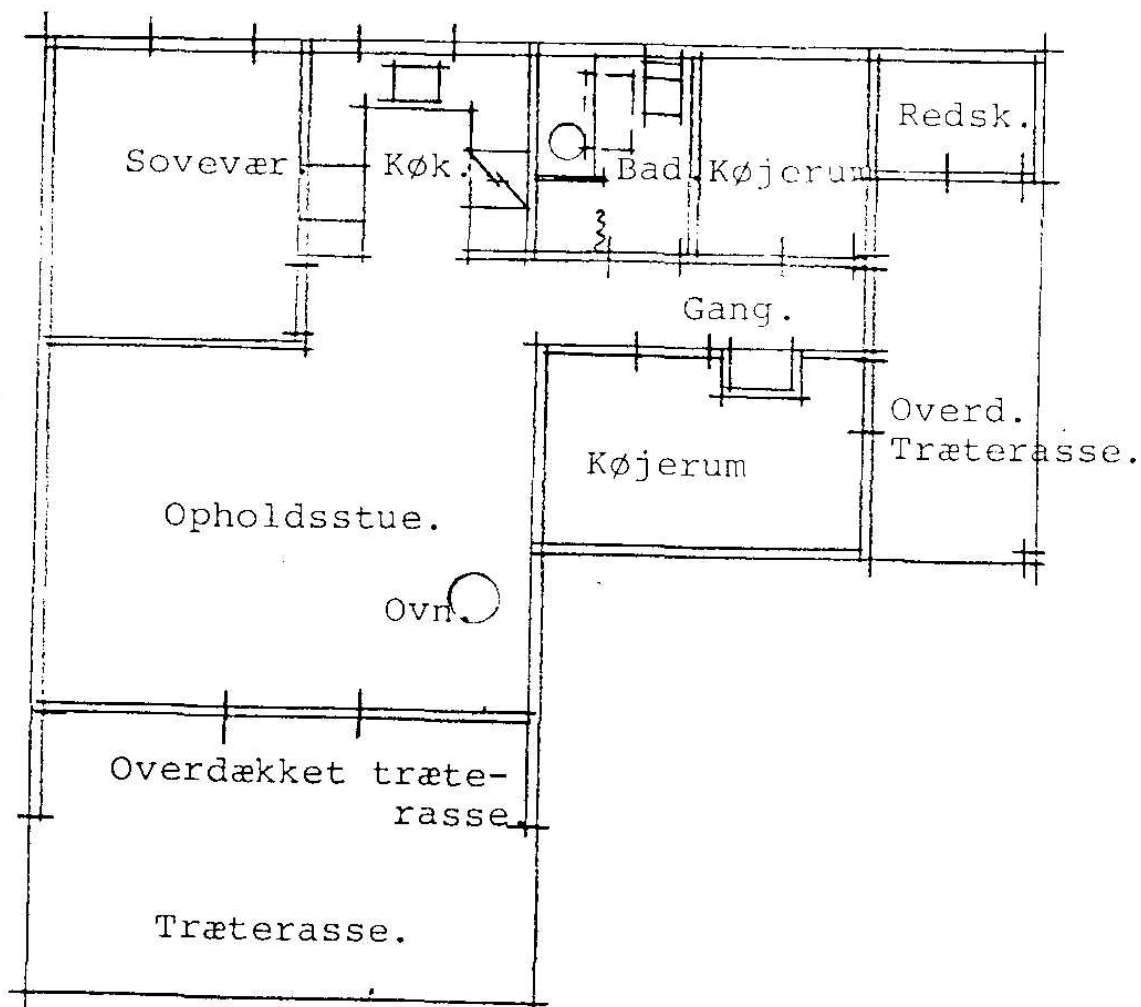 Redsk.
Sovevær.
Køk.
Bad.
Køjerum
Gang.
Overd.
Træterasse.
Køjerum
Opholdsstue.
Ovn.
Overdækket træte-
rasse.
Træterasse.